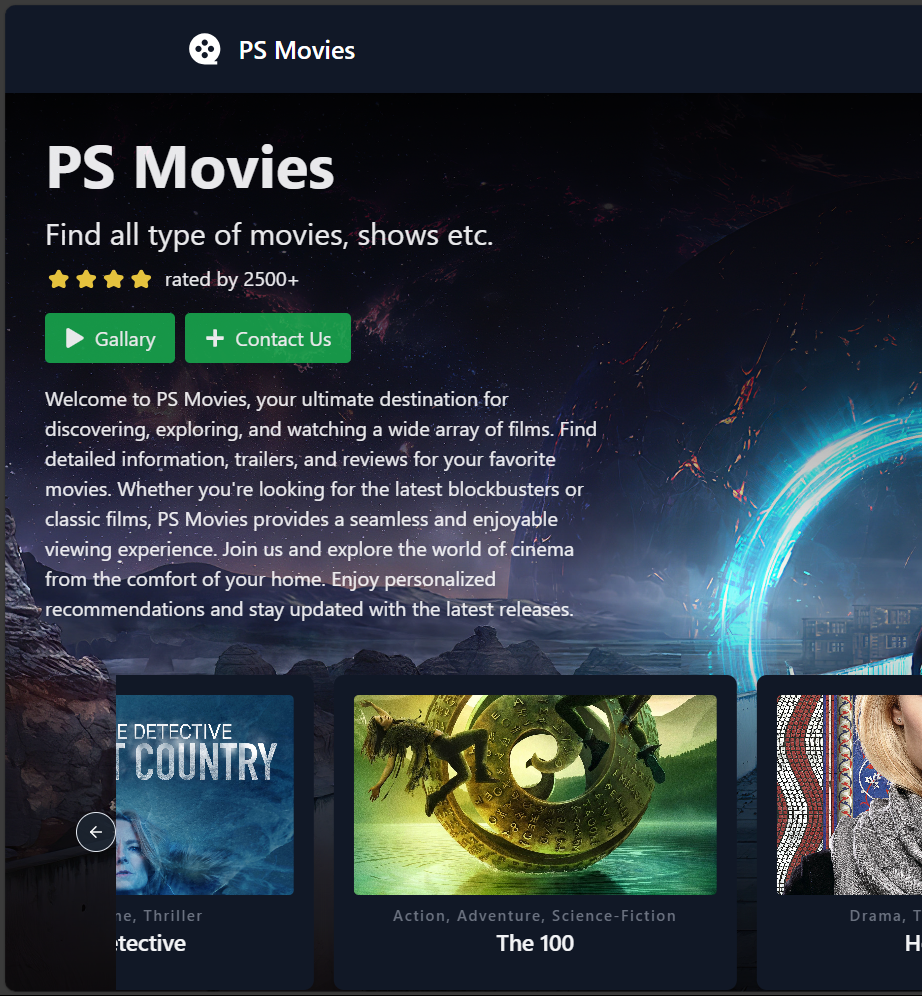 PS Movies
PS Movies
Find all type of movies, shows etc.
rated by 2500+
Gallary
Contact Us
Welcome to PS Movies, your ultimate destination for
discovering, exploring, and watching a wide array of films. Find
detailed information, trailers, and reviews for your favorite
movies. Whether you're looking for the latest blockbusters or
classic films, PS Movies provides a seamless and enjoyable
viewing experience. Join us and explore the world of cinema
from the comfort of your home. Enjoy personalized
recommendations and stay updated with the latest releases.
DETECTIVE
COUNTRY
Thriller
Action, Adventure, Science-Fiction
Drama,
The 100